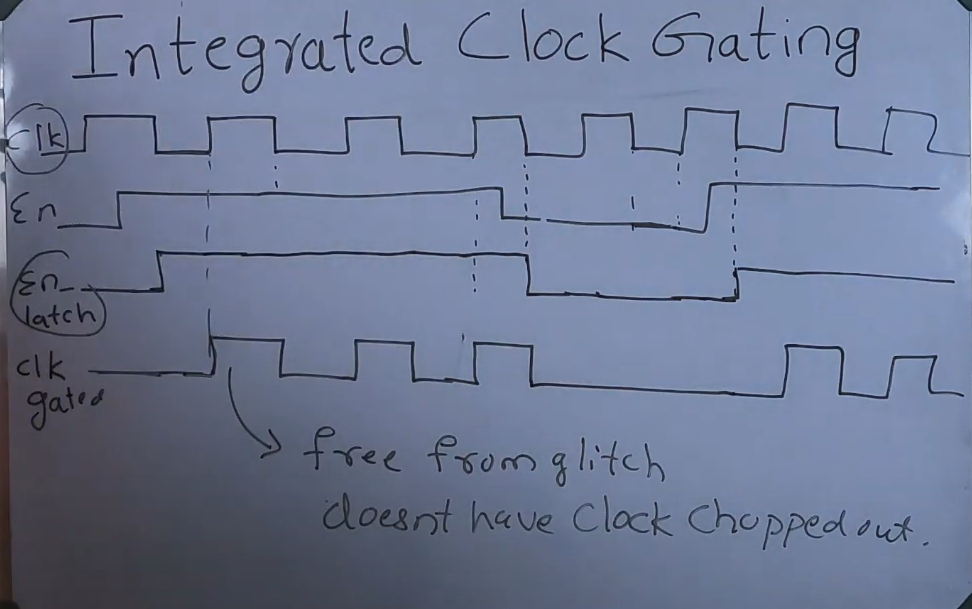 Integrated Clock Gating
Clk
En
En_
latch
clk
gated
free from glitch
doesnt have Clock Chopped out.